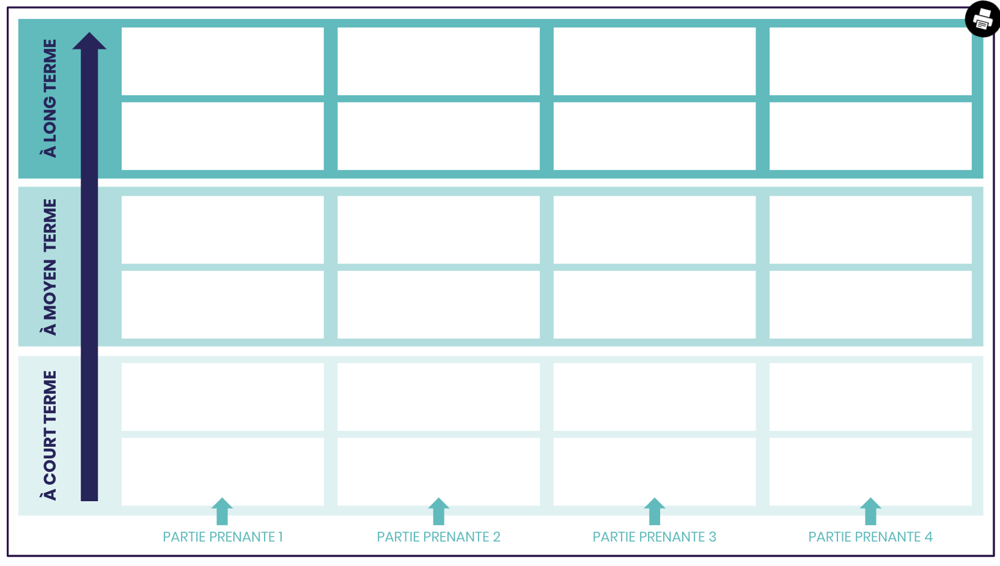 À LONG TERME
À MOYEN TERME
À COURT TERME
PARTIE PRENANTE 1
PARTIE PRENANTE 2
PARTIE PRENANTE 3
PARTIE PRENANTE 4